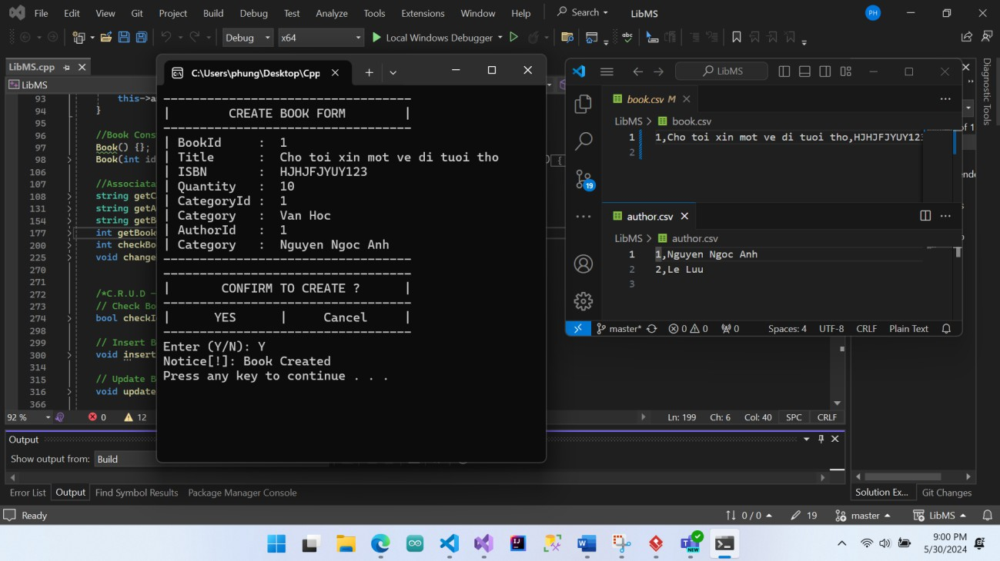 File Edit View Git Project Build Debug Test Analyze Tools Extensions Window Help Search LibMS PH
Debug x64 Local Windows Debugger
LibMS.cpp
LibMS
93 this->a
94 }
95
96 //Book Cons
97 Book() {};
98 Book(int id
106
107 //Associata
108 string getC
131 string getA
154 string getB
177 int getBook
200 int checkBo
225 void change
270
271
272 /*C.R.U.D -
273 // Check Bo
274 bool checkI
298
299 // Insert B
300 void insert
314
315 // Update B
316 void update
366
C:\Users\phung\Desktop\Cpp
----------------------------------
| CREATE BOOK FORM |
----------------------------------
| BookId : 1
| Title : Cho toi xin mot ve di tuoi tho
| ISBN : HJHJFJYUY123
| Quantity : 10
| CategoryId : 1
| Category : Van Hoc
| AuthorId : 1
| Category : Nguyen Ngoc Anh
----------------------------------
----------------------------------
| CONFIRM TO CREATE ? |
----------------------------------
| YES | Cancel |
----------------------------------
Enter (Y/N): Y
Notice[!]: Book Created
Press any key to continue . . .
LibMS
book.csv M
LibMS > book.csv
1 1,Cho toi xin mot ve di tuoi tho,HJHJFJYUY123
2
19
author.csv
LibMS > author.csv
1 1,Nguyen Ngoc Anh
2 2,Le Luu
3
master* 0 0 0 Spaces: 4 UTF-8 CRLF Plain Text
Diagnostic Tools
of 1
92 % 0 12 Ln: 199 Ch: 6 Col: 40 SPC CRLF
Output
Show output from: Build
Error List Output Find Symbol Results Package Manager Console
Solution Ex... Git Changes
Ready 0 / 0 19 master LibMS
NEW
9:00 PM
5/30/2024